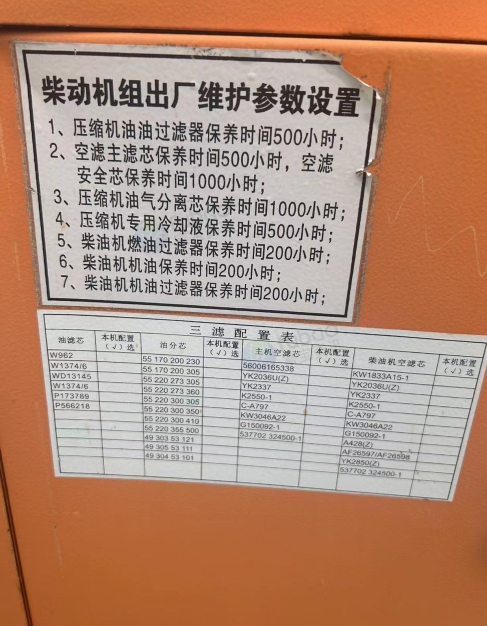 柴动机组出厂维护参数设置
1、压缩机油油过滤器保养时间500小时;
2、空滤主滤芯保养时间500小时，空滤
安全芯保养时间1000小时;
3、压缩机油气分离芯保养时间1000小时;
4、压缩机专用冷却液保养时间500小时;
5、柴油机燃油过滤器保养时间200小时;
6、柴油机机油保养时间200小时;
7、柴油机机油过滤器保养时间200小时;
三滤配置表
油滤芯 本机配置（√）选 油分芯 本机配置（√）选 主机空滤芯 本机配置（√）选 柴油机空滤芯 本机配置（√）选
W962 55 170 200 230 56006165338 KW1833A15-1
W1374/6 55 170 200 305 YK2036U(Z) YK2036U(Z)
WD13145 55 220 273 305 YK2337 YK2337
W1374/6 55 220 273 360 K2550-1 K2550-1
P173789 55 220 300 305 C-A797 C-A797
P566218 55 220 300 350 KW3046A22 KW3046A22
55 220 300 410 G150092-1 G150092-1
55 220 355 500 537702 324500-1 A428(Z)
49 303 53 121 AF26597/AF26598
49 305 53 111 YK2850(Z)
49 304 53 101 537702 324500-1